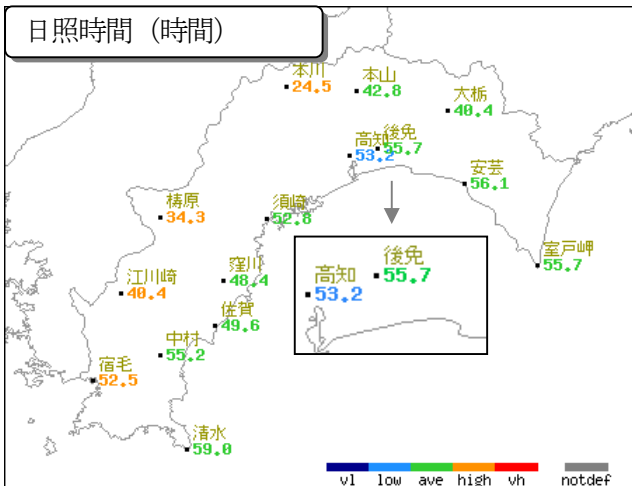 日照時間（時間）
本川
24.5
本山
42.8
大栃
40.4
高知
53.2
後免
55.7
安芸
56.1
梼原
34.3
須崎
52.8
室戸岬
55.7
江川崎
40.4
窪川
48.4
佐賀
49.6
高知
53.2
後免
55.7
中村
55.2
宿毛
52.5
清水
59.0
vl low ave high vh notdef